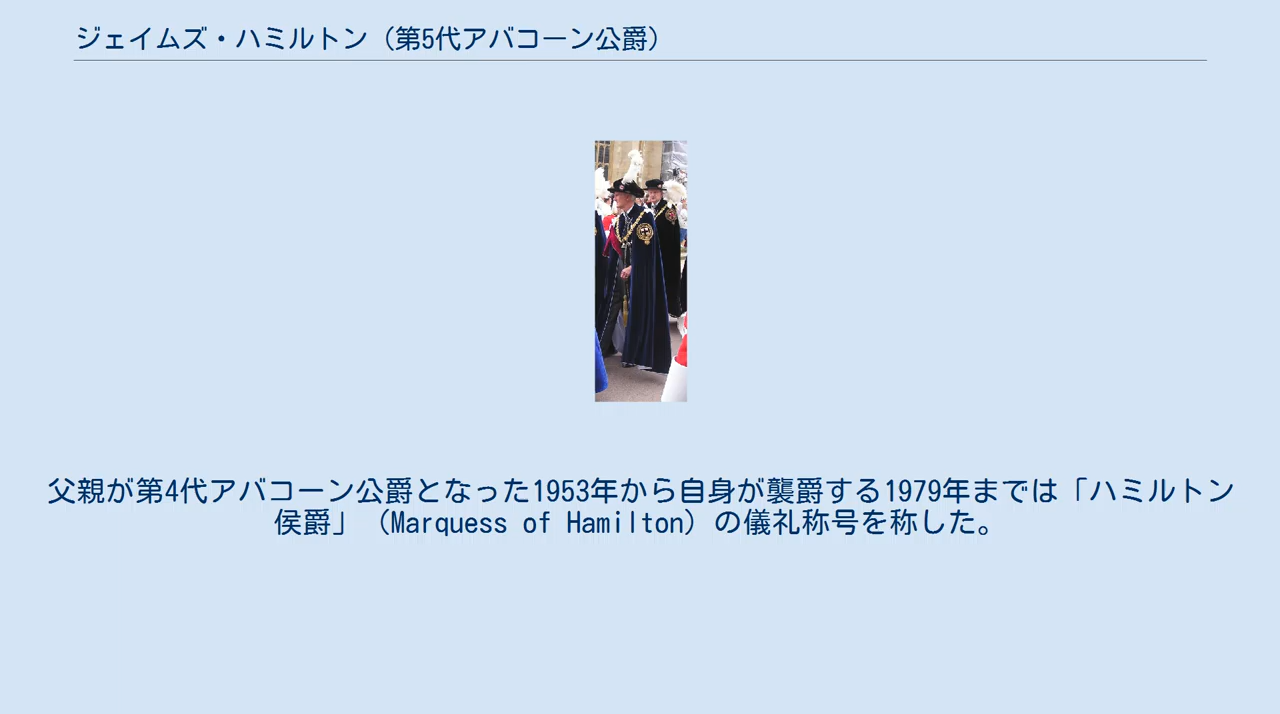 ジェイムズ・ハミルトン（第5代アバコーン公爵）
父親が第4代アバコーン公爵となった1953年から自身が襲爵する1979年までは「ハミルトン
侯爵」（Marquess of Hamilton）の儀礼称号を称した。